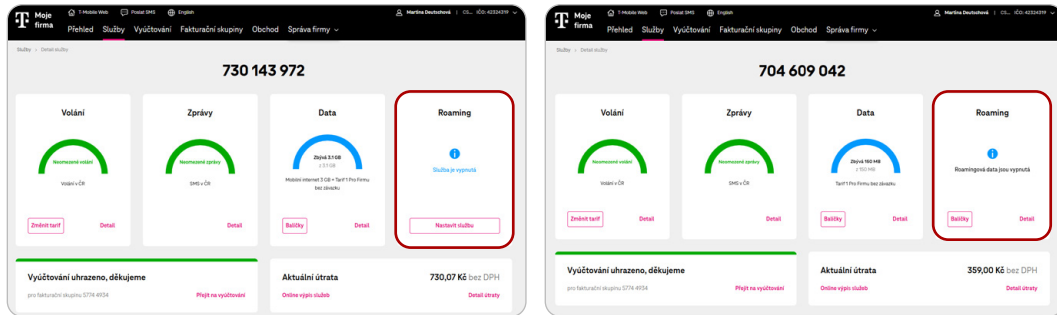 Moje firma
T-Mobile Web Poslat SMS English
Martina Deutschová | CS... IČO: 42324319
Přehled Služby Vyúčtování Fakturační skupiny Obchod Správa firmy
Služby > Detail služby
730 143 972
Volání
Neomezené volání
Volání v ČR
Změnit tarif Detail
Zprávy
Neomezené zprávy
SMS v ČR
Detail
Data
Zbývá 3.1 GB
z 3.1 GB
Mobilní internet 3 GB + Tarif 1 Pro Firmu
bez závazku
Balíčky Detail
Roaming
Služba je vypnutá
Nastavit službu
Vyúčtování uhrazeno, děkujeme
pro fakturační skupinu 5774 4934 Přejít na vyúčtování
Aktuální útrata 730,07 Kč bez DPH
Online výpis služeb Detail útraty
Moje firma
T-Mobile Web Poslat SMS English
Martina Deutschová | CS... IČO: 42324319
Přehled Služby Vyúčtování Fakturační skupiny Obchod Správa firmy
Služby > Detail služby
704 609 042
Volání
Neomezené volání
Volání v ČR
Změnit tarif Detail
Zprávy
Neomezené zprávy
SMS v ČR
Detail
Data
Zbývá 150 MB
z 150 MB
Tarif 1 Pro Firmu bez závazku
Balíčky Detail
Roaming
Roamingová data jsou vypnutá
Balíčky Detail
Vyúčtování uhrazeno, děkujeme
pro fakturační skupinu 5774 4934 Přejít na vyúčtování
Aktuální útrata 359,00 Kč bez DPH
Online výpis služeb Detail útraty